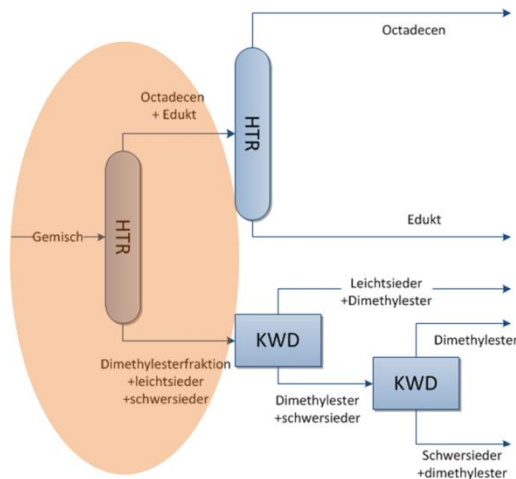 Octadecen
Octadecen
+ Edukt
HTR
Gemisch
HTR
Edukt
Leichtsieder
+Dimethylester
Dimethylester
KWD
Dimethylesterfraktion
+leichtsieder
+schwersieder
Dimethylester
+schwersieder
KWD
Schwersieder
+dimethylester